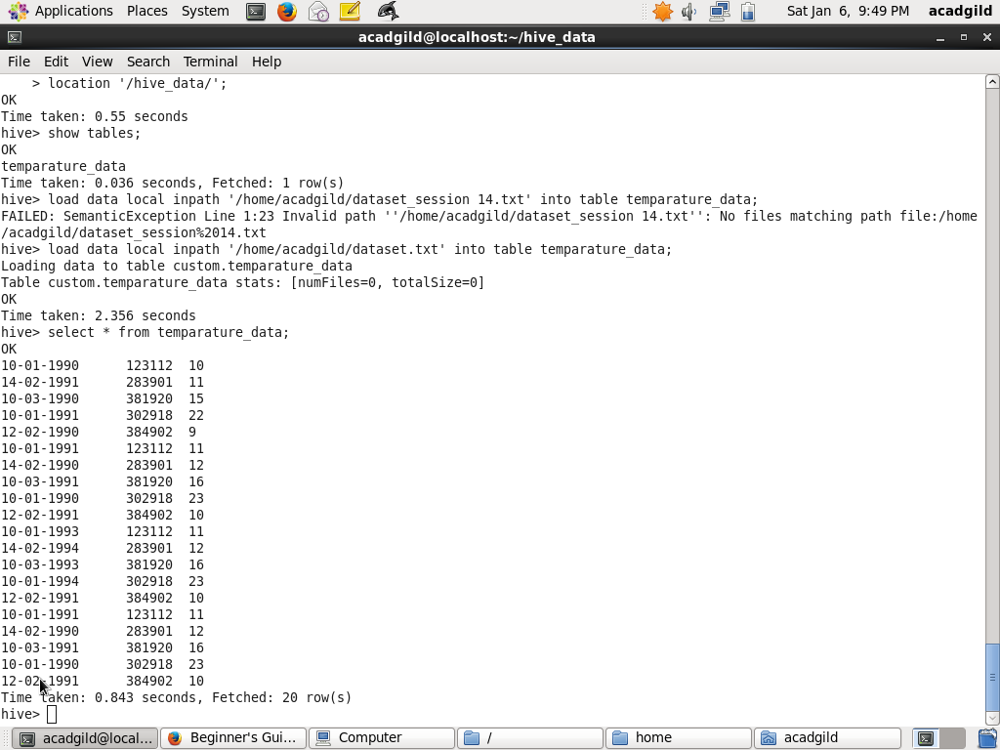 Applications Places System Sat Jan 6, 9:49 PM acadgild
acadgild@localhost:~/hive_data
File Edit View Search Terminal Help
    > location '/hive_data/';
OK
Time taken: 0.55 seconds
hive> show tables;
OK
temparature_data
Time taken: 0.036 seconds, Fetched: 1 row(s)
hive> load data local inpath '/home/acadgild/dataset_session 14.txt' into table temparature_data;
FAILED: SemanticException Line 1:23 Invalid path ''/home/acadgild/dataset_session 14.txt'': No files matching path file:/home
/acadgild/dataset_session%2014.txt
hive> load data local inpath '/home/acadgild/dataset.txt' into table temparature_data;
Loading data to table custom.temparature_data
Table custom.temparature_data stats: [numFiles=0, totalSize=0]
OK
Time taken: 2.356 seconds
hive> select * from temparature_data;
OK
10-01-1990      123112  10
14-02-1991      283901  11
10-03-1990      381920  15
10-01-1991      302918  22
12-02-1990      384902  9
10-01-1991      123112  11
14-02-1990      283901  12
10-03-1991      381920  16
10-01-1990      302918  23
12-02-1991      384902  10
10-01-1993      123112  11
14-02-1994      283901  12
10-03-1993      381920  16
10-01-1994      302918  23
12-02-1991      384902  10
10-01-1991      123112  11
14-02-1990      283901  12
10-03-1991      381920  16
10-01-1990      302918  23
12-02-1991      384902  10
Time taken: 0.843 seconds, Fetched: 20 row(s)
hive>
acadgild@local... Beginner's Gui... Computer / home acadgild